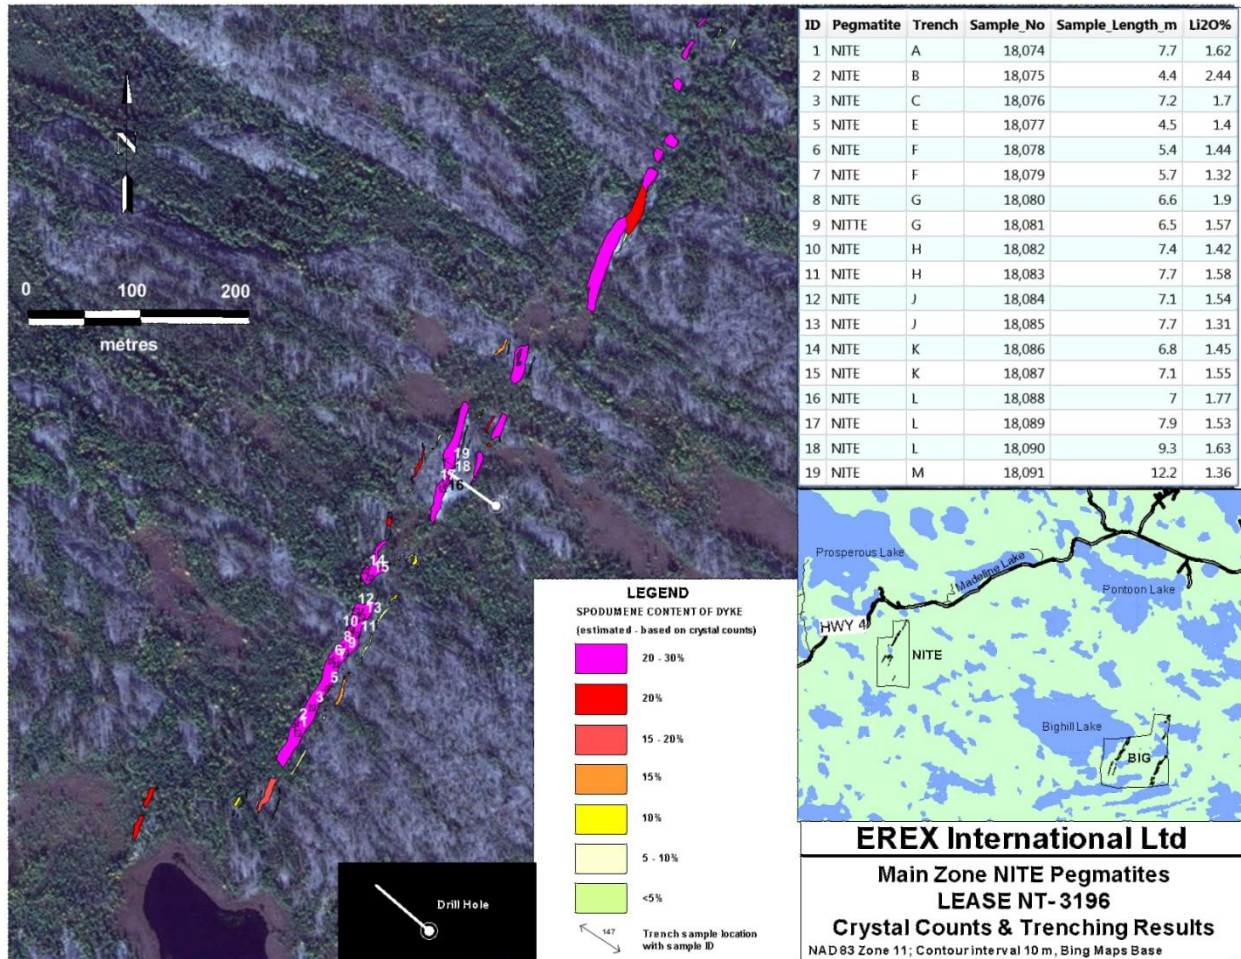 ID Pegmatite Trench Sample_No Sample_Length_m Li2O%
1 NITE A 18,074 7.7 1.62
2 NITE B 18,075 4.4 2.44
3 NITE C 18,076 7.2 1.7
5 NITE E 18,077 4.5 1.4
6 NITE F 18,078 5.4 1.44
7 NITE F 18,079 5.7 1.32
8 NITE G 18,080 6.6 1.9
9 NITTE G 18,081 6.5 1.57
10 NITE H 18,082 7.4 1.42
11 NITE H 18,083 7.7 1.58
12 NITE J 18,084 7.1 1.54
13 NITE J 18,085 7.7 1.31
14 NITE K 18,086 6.8 1.45
15 NITE K 18,087 7.1 1.55
16 NITE L 18,088 7 1.77
17 NITE L 18,089 7.9 1.53
18 NITE L 18,090 9.3 1.63
19 NITE M 18,091 12.2 1.36
N
0 100 200
metres
19
18
17
16
14
15
12
13
10
11
8
9
6
5
3
2
1
Drill Hole
LEGEND
SPODUMENE CONTENT OF DYKE
(estimated - based on crystal counts)
20 - 30%
20%
15 - 20%
15%
10%
5 - 10%
<5%
147
Trench sample location
with sample ID
Prosperous Lake
Madeline Lake
Pontoon Lake
HWY 4
NITE
Bighill Lake
BIG
EREX International Ltd
Main Zone NITE Pegmatites
LEASE NT-3196
Crystal Counts & Trenching Results
NAD 83 Zone 11; Contour interval 10 m, Bing Maps Base